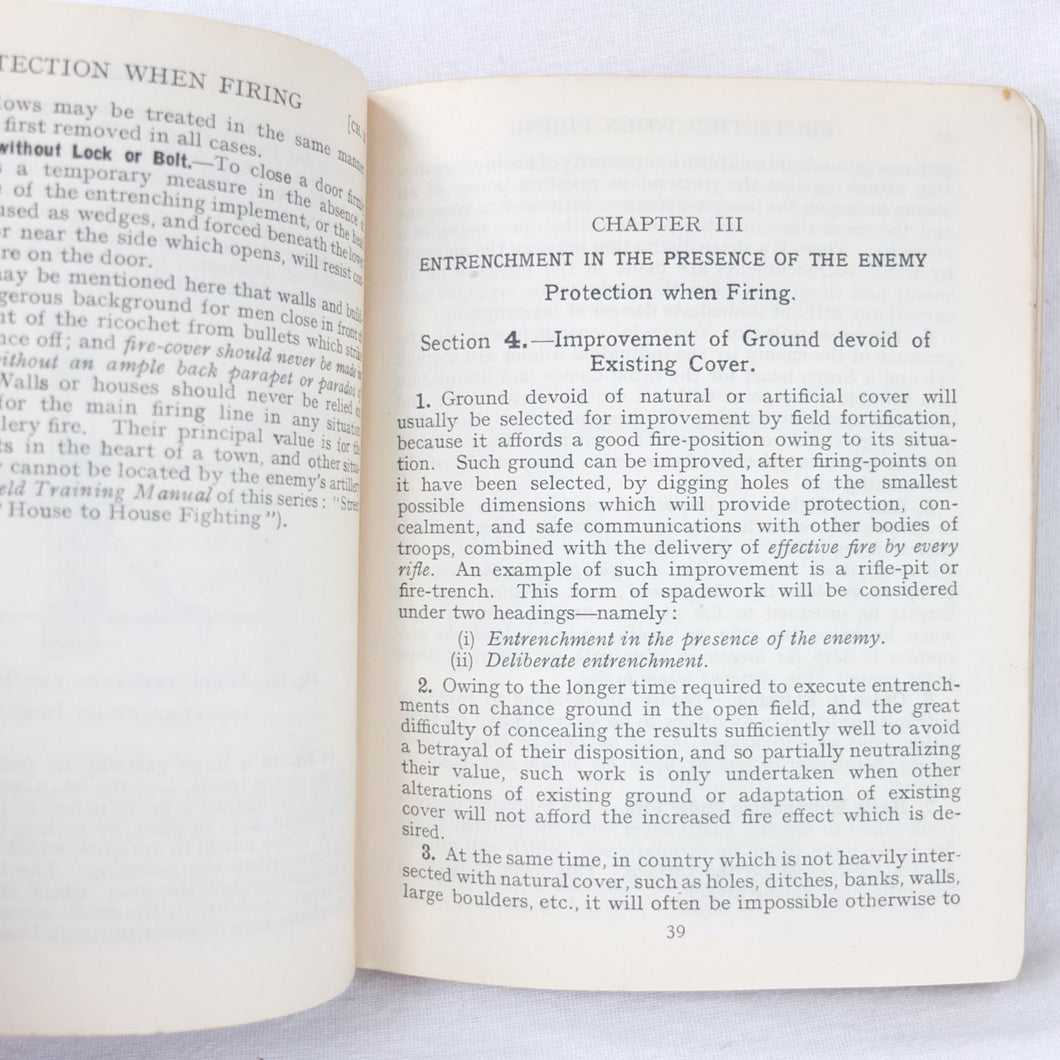 TECTION WHEN FIRING
[CH.
lows may be treated in the same manner
first removed in all cases.
without Lock or Bolt.—To close a door firmly
a temporary measure in the absence of
of the entrenching implement, or the head
used as wedges, and forced beneath the lower
or near the side which opens, will resist
re on the door.
may be mentioned here that walls and build-
gerous background for men close in front of
nt of the ricochet from bullets which strike
nce off; and fire-cover should never be made in
without an ample back parapet or parados
Walls or houses should never be relied on
for the main firing line in any situation
lery fire. Their principal value is for the
ts in the heart of a town, and other situa-
cannot be located by the enemy's artillery
eld Training Manual of this series: "Street
House to House Fighting").
CHAPTER III
ENTRENCHMENT IN THE PRESENCE OF THE ENEMY
Protection when Firing.
Section 4.—Improvement of Ground devoid of
Existing Cover.
1. Ground devoid of natural or artificial cover will
usually be selected for improvement by field fortification,
because it affords a good fire-position owing to its situa-
tion. Such ground can be improved, after firing-points on
it have been selected, by digging holes of the smallest
possible dimensions which will provide protection, con-
cealment, and safe communications with other bodies of
troops, combined with the delivery of effective fire by every
rifle. An example of such improvement is a rifle-pit or
fire-trench. This form of spadework will be considered
under two headings—namely:
(i) Entrenchment in the presence of the enemy.
(ii) Deliberate entrenchment.
2. Owing to the longer time required to execute entrench-
ments on chance ground in the open field, and the great
difficulty of concealing the results sufficiently well to avoid
a betrayal of their disposition, and so partially neutralizing
their value, such work is only undertaken when other
alterations of existing ground or adaptation of existing
cover will not afford the increased fire effect which is de-
sired.
3. At the same time, in country which is not heavily inter-
sected with natural cover, such as holes, ditches, banks, walls,
large boulders, etc., it will often be impossible otherwise to
39